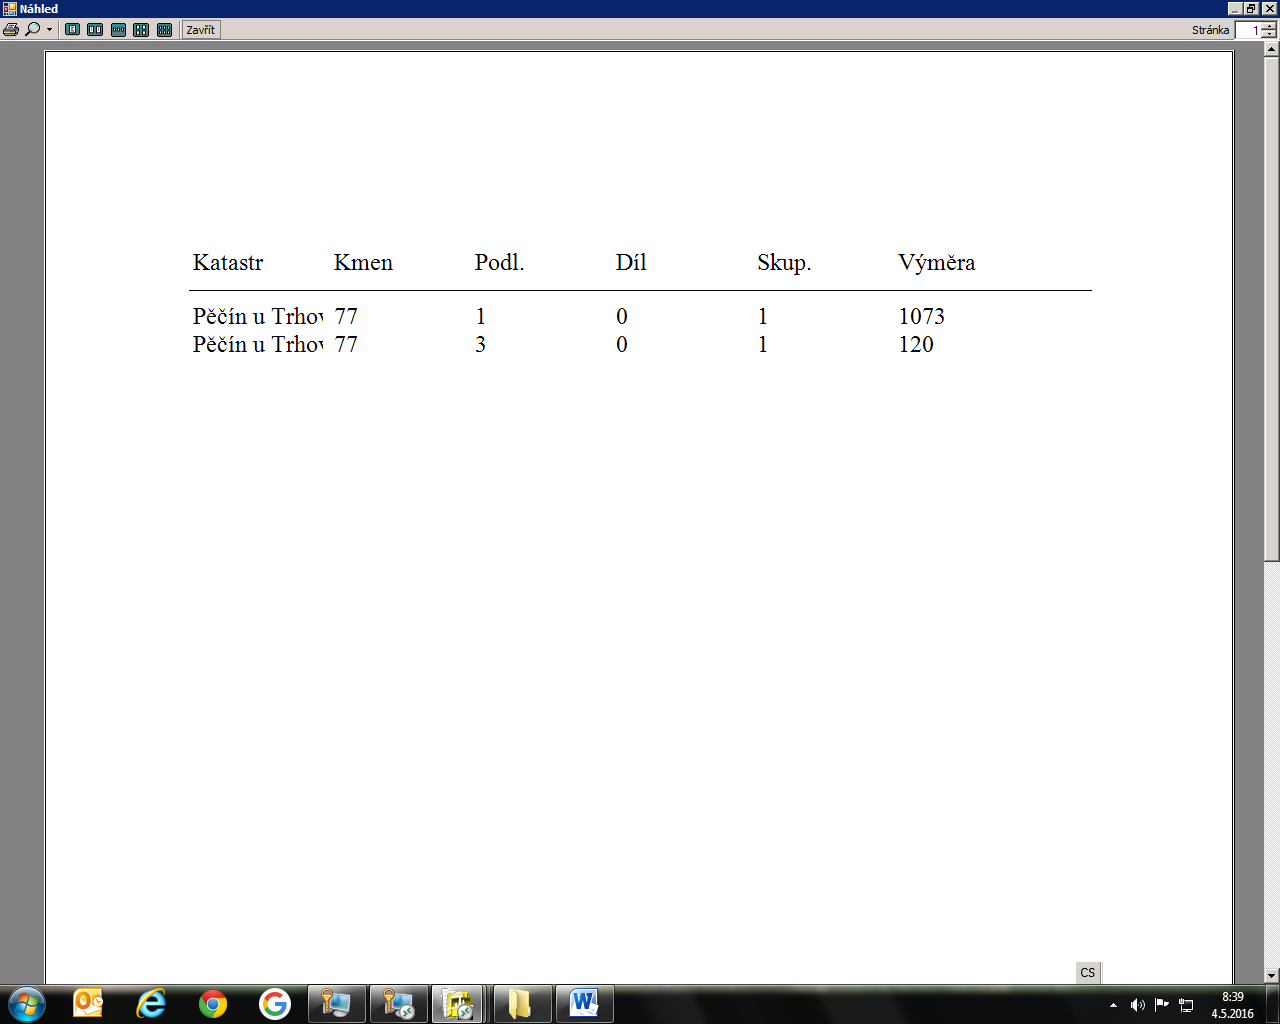 Náhled
Zavřít
Stránka 1
Katastr Kmen Podl. Díl Skup. Výměra
Pěčín u Trhov 77 1 0 1 1073
Pěčín u Trhov 77 3 0 1 120
CS
8:39
4.5.2016